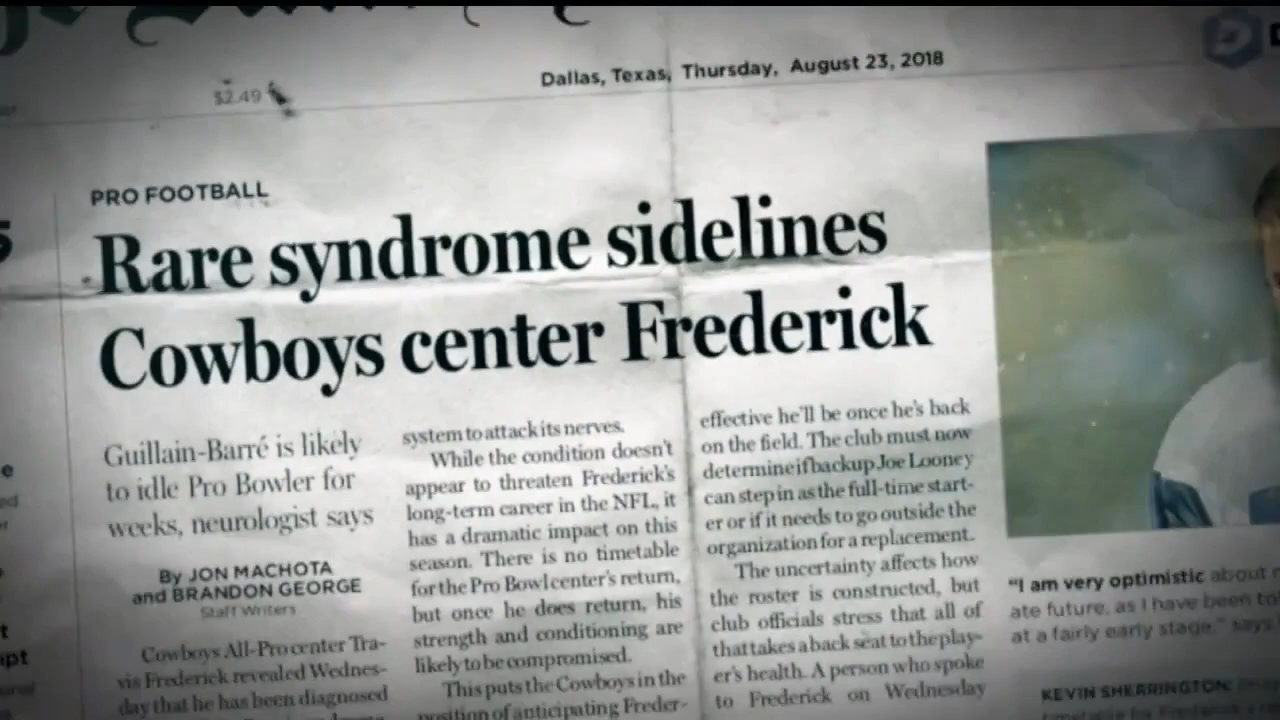 Dallas, Texas, Thursday, August 23, 2018
$2.49
PRO FOOTBALL
Rare syndrome sidelines
Cowboys center Frederick
Guillain-Barré is likely
to idle Pro Bowler for
weeks, neurologist says
By JON MACHOTA
and BRANDON GEORGE
Staff Writers
Cowboys All-Pro center Tra-
vis Frederick revealed Wednes-
day that he has been diagnosed
system to attack its nerves.
While the condition doesn't
appear to threaten Frederick's
long-term career in the NFL, it
has a dramatic impact on this
season. There is no timetable
for the Pro Bowl center's return,
but once he does return, his
strength and conditioning are
likely to be compromised.
This puts the Cowboys in the
position of anticipating Freder-
effective he'll be once he's back
on the field. The club must now
determine if backup Joe Looney
can step in as the full-time start-
er or if it needs to go outside the
organization for a replacement.
The uncertainty affects how
the roster is constructed, but
club officials stress that all of
that takes a back seat to the play-
er's health. A person who spoke
to Frederick on Wednesday
"I am very optimistic about
ate future, as I have been to
at a fairly early stage," says
KEVIN SHERRINGTON: